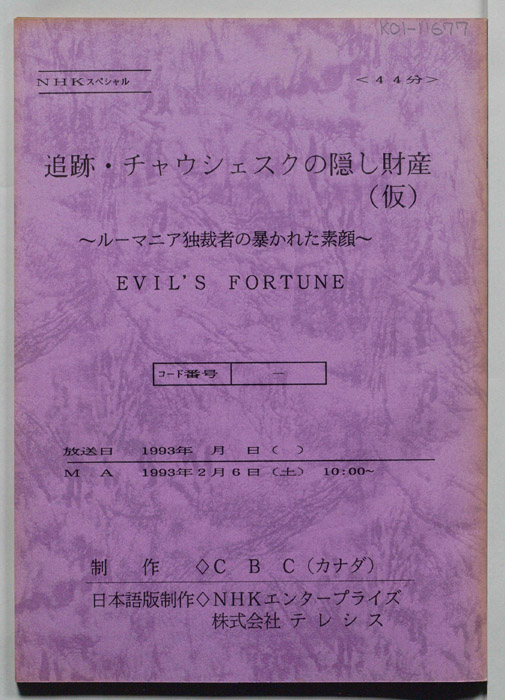 K01-11677
NHKスペシャル
<44分>
追跡・チャウシェスクの隠し財産
(仮)
~ルーマニア独裁者の暴かれた素顔~
EVIL'S FORTUNE
コード番号 —
放送日 1993年 月 日( )
MA 1993年2月6日(土) 10:00~
制 作 ◇CBC(カナダ)
日本語版制作◇NHKエンタープライズ
株式会社 テレシス